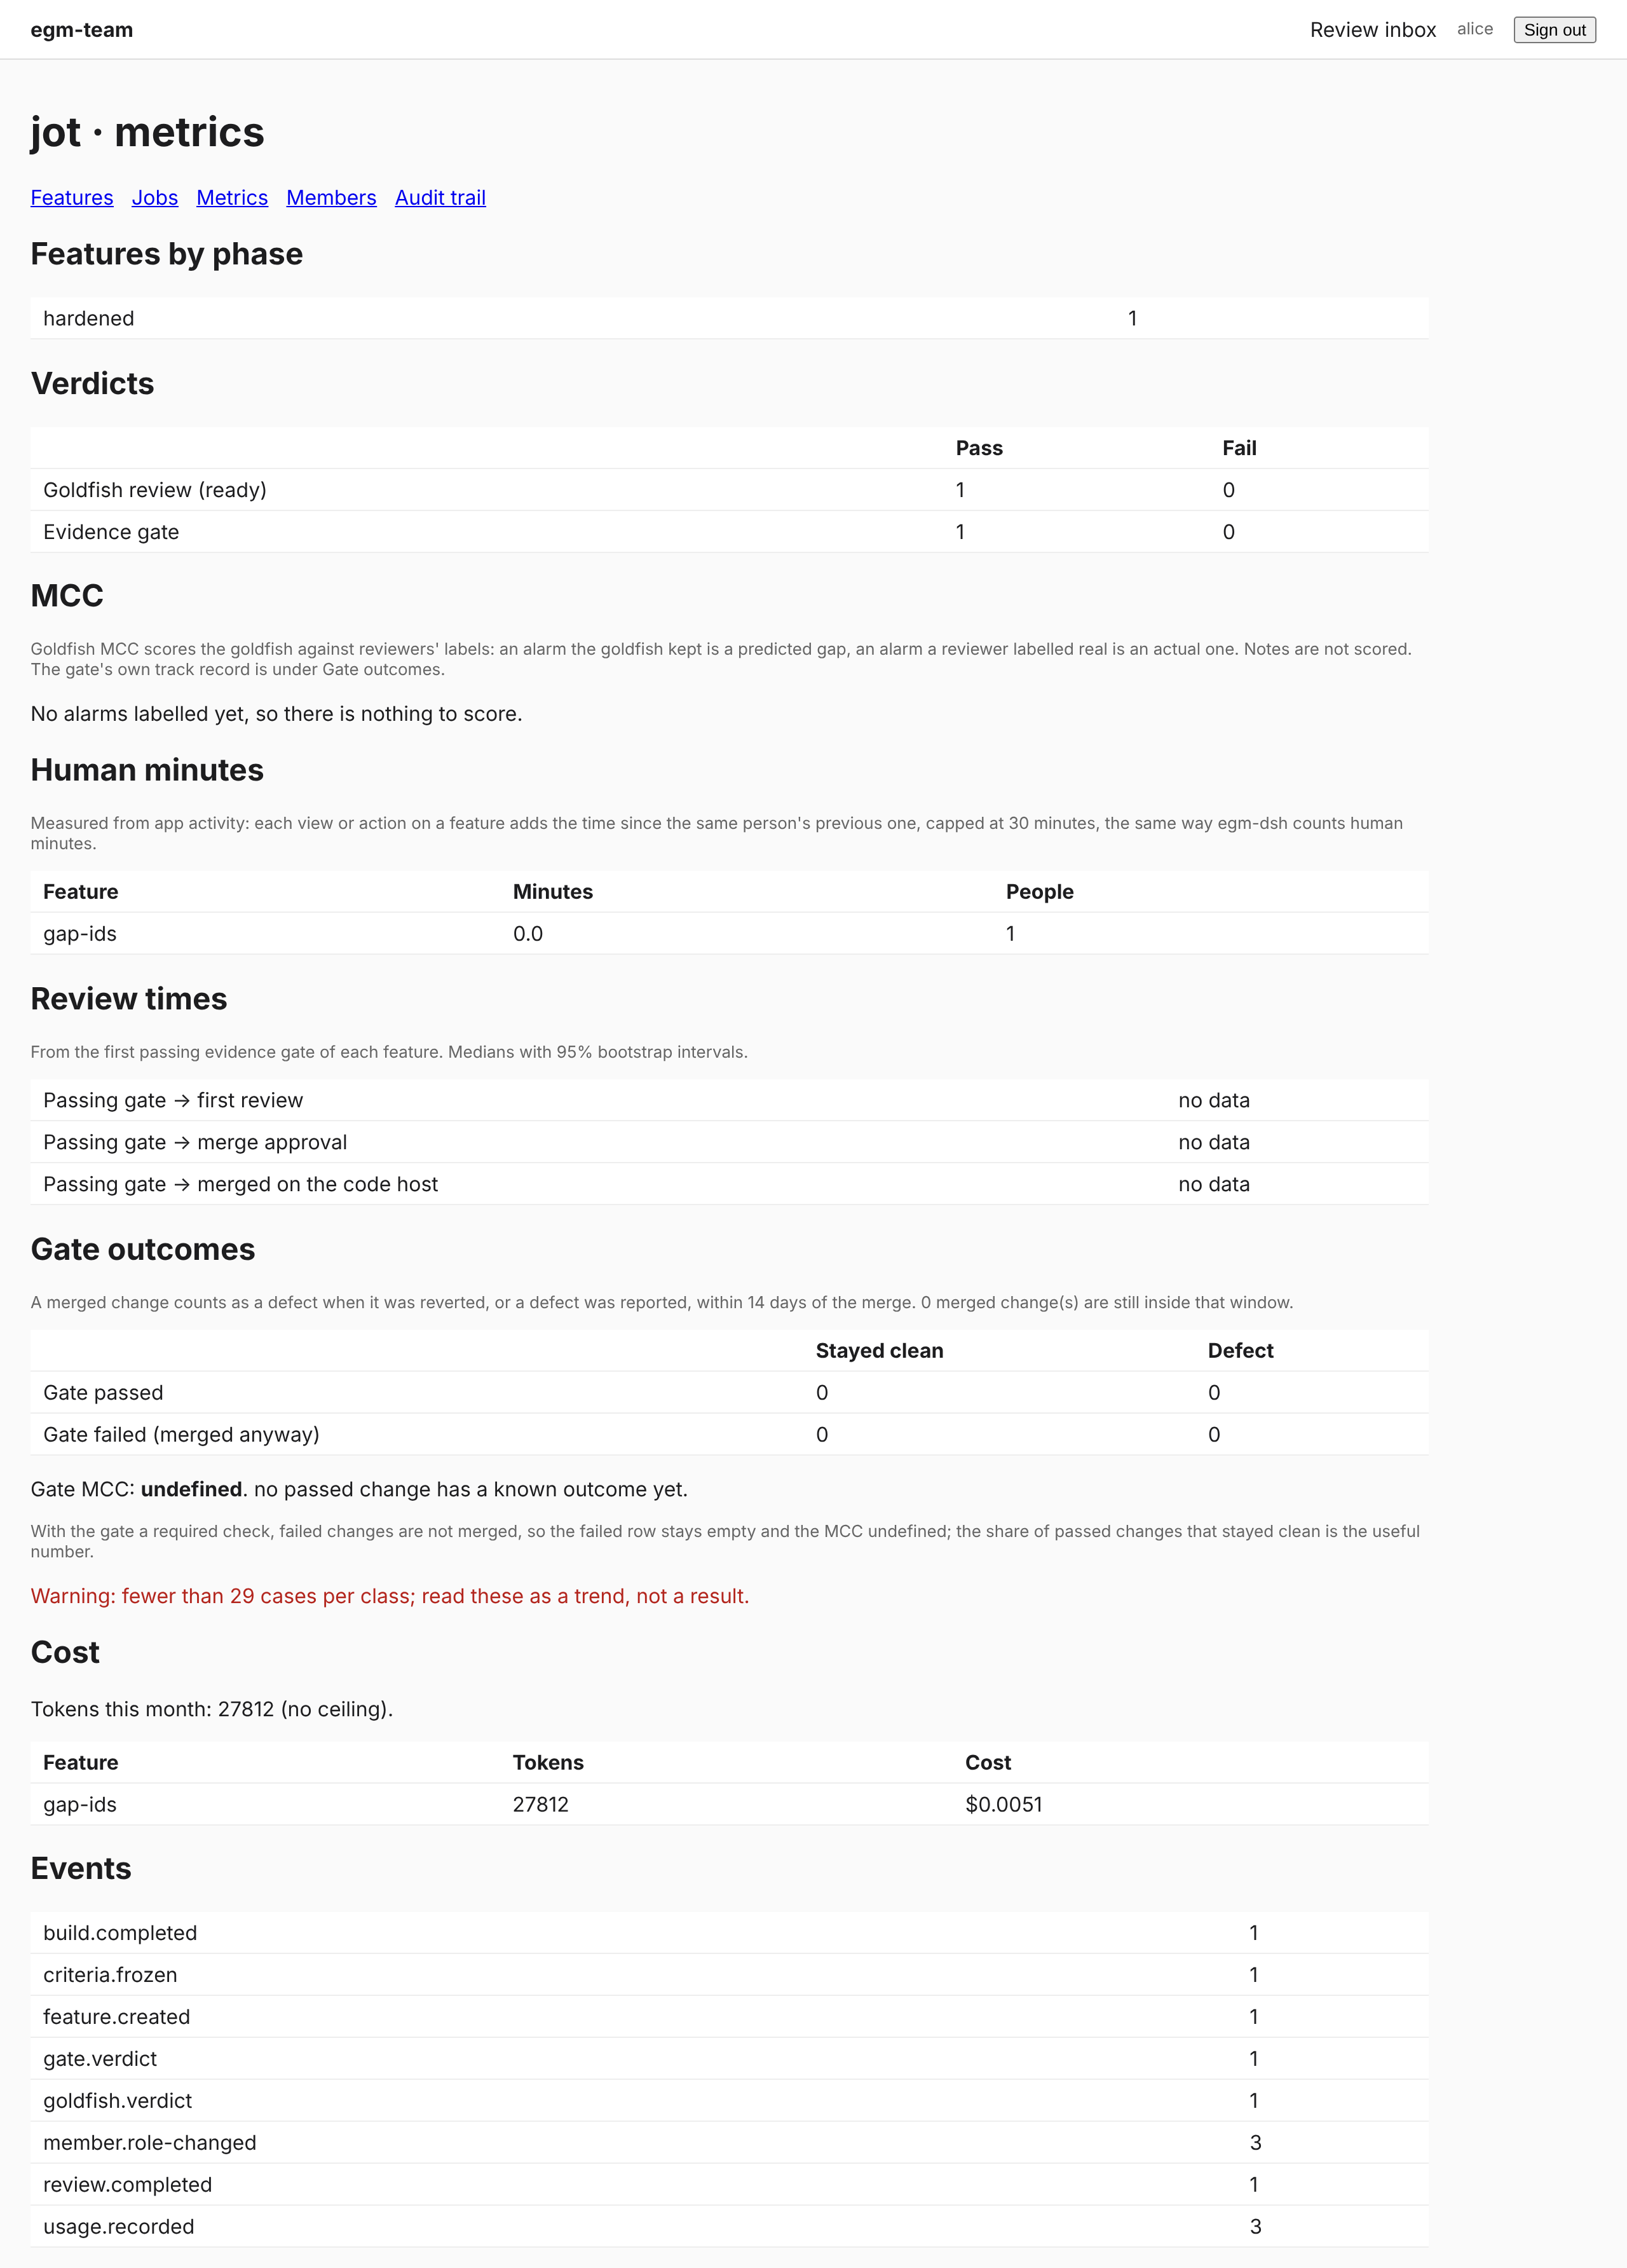 egm-team Review inbox alice Sign out
jot · metrics
Features Jobs Metrics Members Audit trail
Features by phase
hardened 1
Verdicts
Pass Fail
Goldfish review (ready) 1 0
Evidence gate 1 0
MCC
Goldfish MCC scores the goldfish against reviewers' labels: an alarm the goldfish kept is a predicted gap, an alarm a reviewer labelled real is an actual one. Notes are not scored.
The gate's own track record is under Gate outcomes.
No alarms labelled yet, so there is nothing to score.
Human minutes
Measured from app activity: each view or action on a feature adds the time since the same person's previous one, capped at 30 minutes, the same way egm-dsh counts human
minutes.
Feature Minutes People
gap-ids 0.0 1
Review times
From the first passing evidence gate of each feature. Medians with 95% bootstrap intervals.
Passing gate → first review no data
Passing gate → merge approval no data
Passing gate → merged on the code host no data
Gate outcomes
A merged change counts as a defect when it was reverted, or a defect was reported, within 14 days of the merge. 0 merged change(s) are still inside that window.
Stayed clean Defect
Gate passed 0 0
Gate failed (merged anyway) 0 0
Gate MCC: undefined. no passed change has a known outcome yet.
With the gate a required check, failed changes are not merged, so the failed row stays empty and the MCC undefined; the share of passed changes that stayed clean is the useful
number.
Warning: fewer than 29 cases per class; read these as a trend, not a result.
Cost
Tokens this month: 27812 (no ceiling).
Feature Tokens Cost
gap-ids 27812 $0.0051
Events
build.completed 1
criteria.frozen 1
feature.created 1
gate.verdict 1
goldfish.verdict 1
member.role-changed 3
review.completed 1
usage.recorded 3